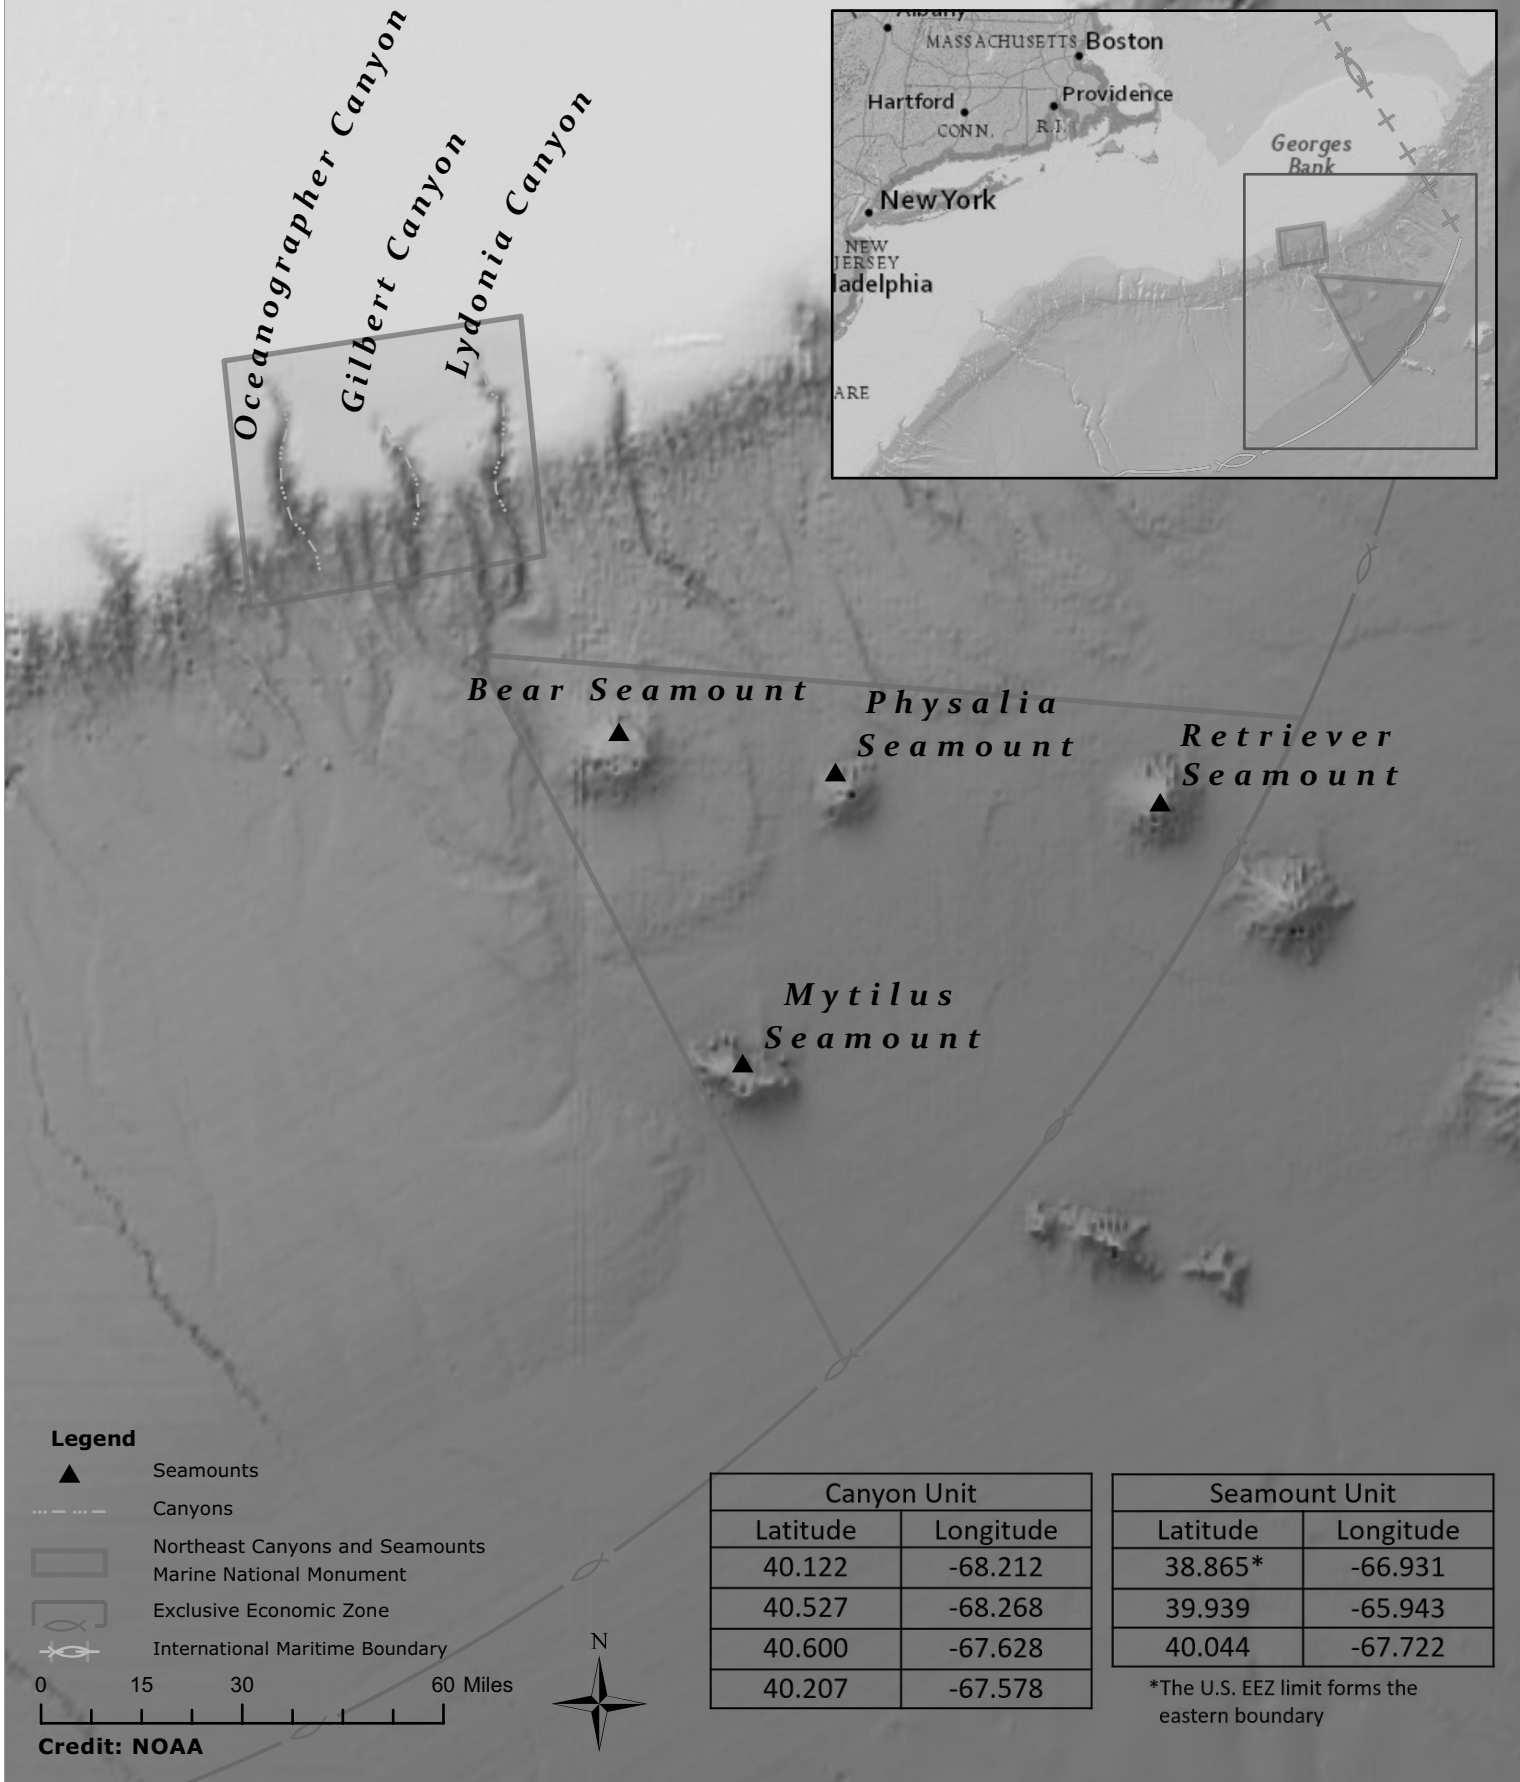 Oceanographer Canyon
Gilbert Canyon
Lydonia Canyon
Albany
MASSACHUSETTS
Boston
Hartford
Providence
CONN.
R.I.
Georges
Bank
New York
NEW
JERSEY
ladelphia
ARE
Bear Seamount
Physalia
Seamount
Retriever
Seamount
Mytilus
Seamount
Legend
Seamounts
Canyons
Northeast Canyons and Seamounts
Marine National Monument
Exclusive Economic Zone
International Maritime Boundary
0 15 30 60 Miles
Credit: NOAA
N
Canyon Unit
Latitude Longitude
40.122 -68.212
40.527 -68.268
40.600 -67.628
40.207 -67.578
Seamount Unit
Latitude Longitude
38.865* -66.931
39.939 -65.943
40.044 -67.722
*The U.S. EEZ limit forms the
eastern boundary